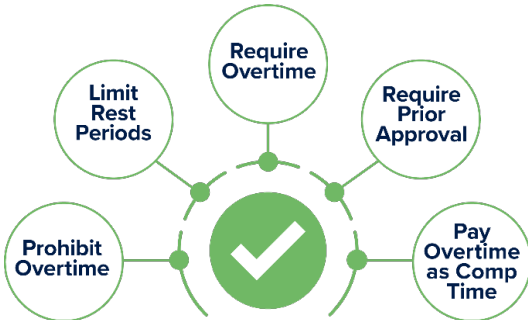 Require
Overtime
Limit
Rest
Periods
Require
Prior
Approval
Prohibit
Overtime
Pay
Overtime
as Comp
Time